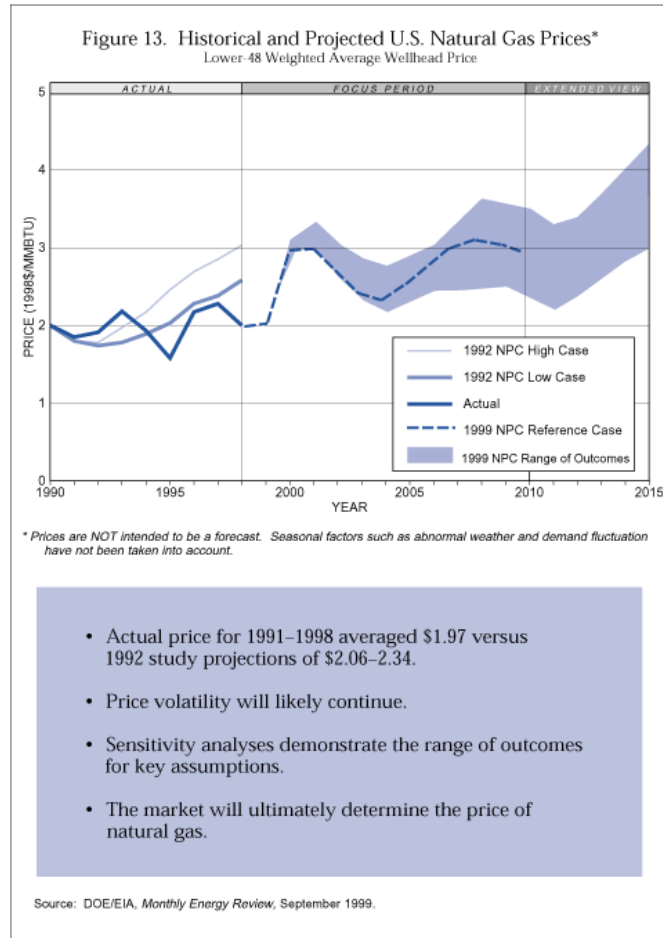 Figure 13. Historical and Projected U.S. Natural Gas Prices*
Lower-48 Weighted Average Wellhead Price
ACTUAL
FOCUS PERIOD
EXTENDED VIEW
PRICE (1998$/MMBTU)
5
4
3
2
1
0
1992 NPC High Case
1992 NPC Low Case
Actual
1999 NPC Reference Case
1999 NPC Range of Outcomes
1990
1995
2000
2005
2010
2015
YEAR
* Prices are NOT intended to be a forecast. Seasonal factors such as abnormal weather and demand fluctuation
have not been taken into account.
• Actual price for 1991–1998 averaged $1.97 versus
1992 study projections of $2.06–2.34.
• Price volatility will likely continue.
• Sensitivity analyses demonstrate the range of outcomes
for key assumptions.
• The market will ultimately determine the price of
natural gas.
Source: DOE/EIA, Monthly Energy Review, September 1999.